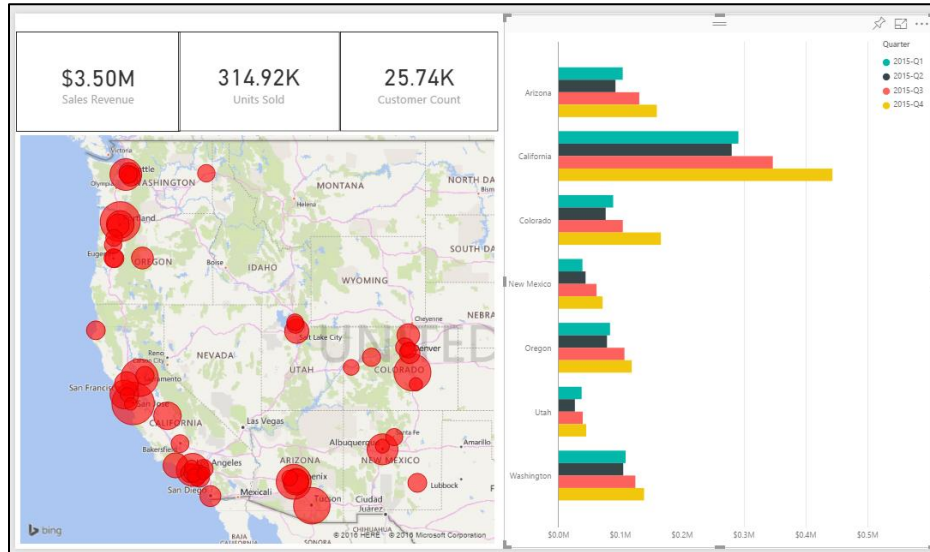 $3.50M
Sales Revenue
314.92K
Units Sold
25.74K
Customer Count
Victoria
Olympia
WASHINGTON
MONTANA
NORTH DA
Bism
Helena
Eugene
OREGON
Boise
IDAHO
SOUTH DA
WYOMING
Cheyenne
NEBRA
UNITED
Salt Lake City
Denver
Reno
Carson City
NEVADA
UTAH
COLORADO
Sacramento
San Francisco
San Jose
CALIFORNIA
Las Vegas
Bakersfield
Santa Fe
Albuquerque
Amarillo
Angeles
ARIZONA
NEW MEXICO
Phoenix
Lubbock
San Diego
Mexicali
Tucson
Ciudad
Juárez
bing
BAJA
CALIFORNIA
SONORA
CHIHUAHUA
© 2016 HERE © 2016 Microsoft Corporation
Quarter
2015-Q1
2015-Q2
2015-Q3
2015-Q4
Arizona
California
Colorado
New Mexico
Oregon
Utah
Washington
$0.0M $0.1M $0.2M $0.3M $0.4M $0.5M